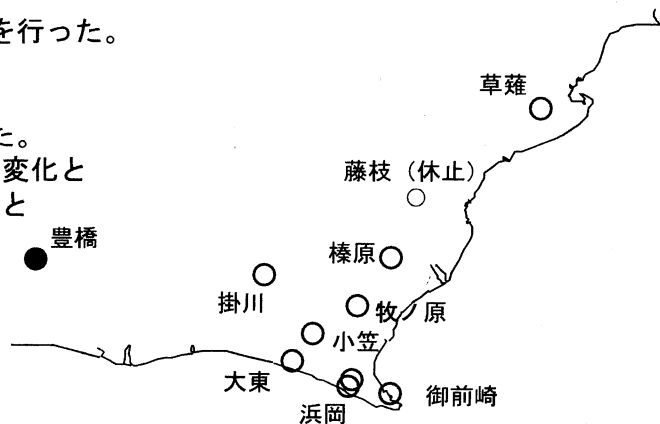 を行った。
た。
変化と
と
草薙
藤枝（休止）
豊橋
榛原
掛川
牧ノ原
小笠
大東
浜岡
御前崎